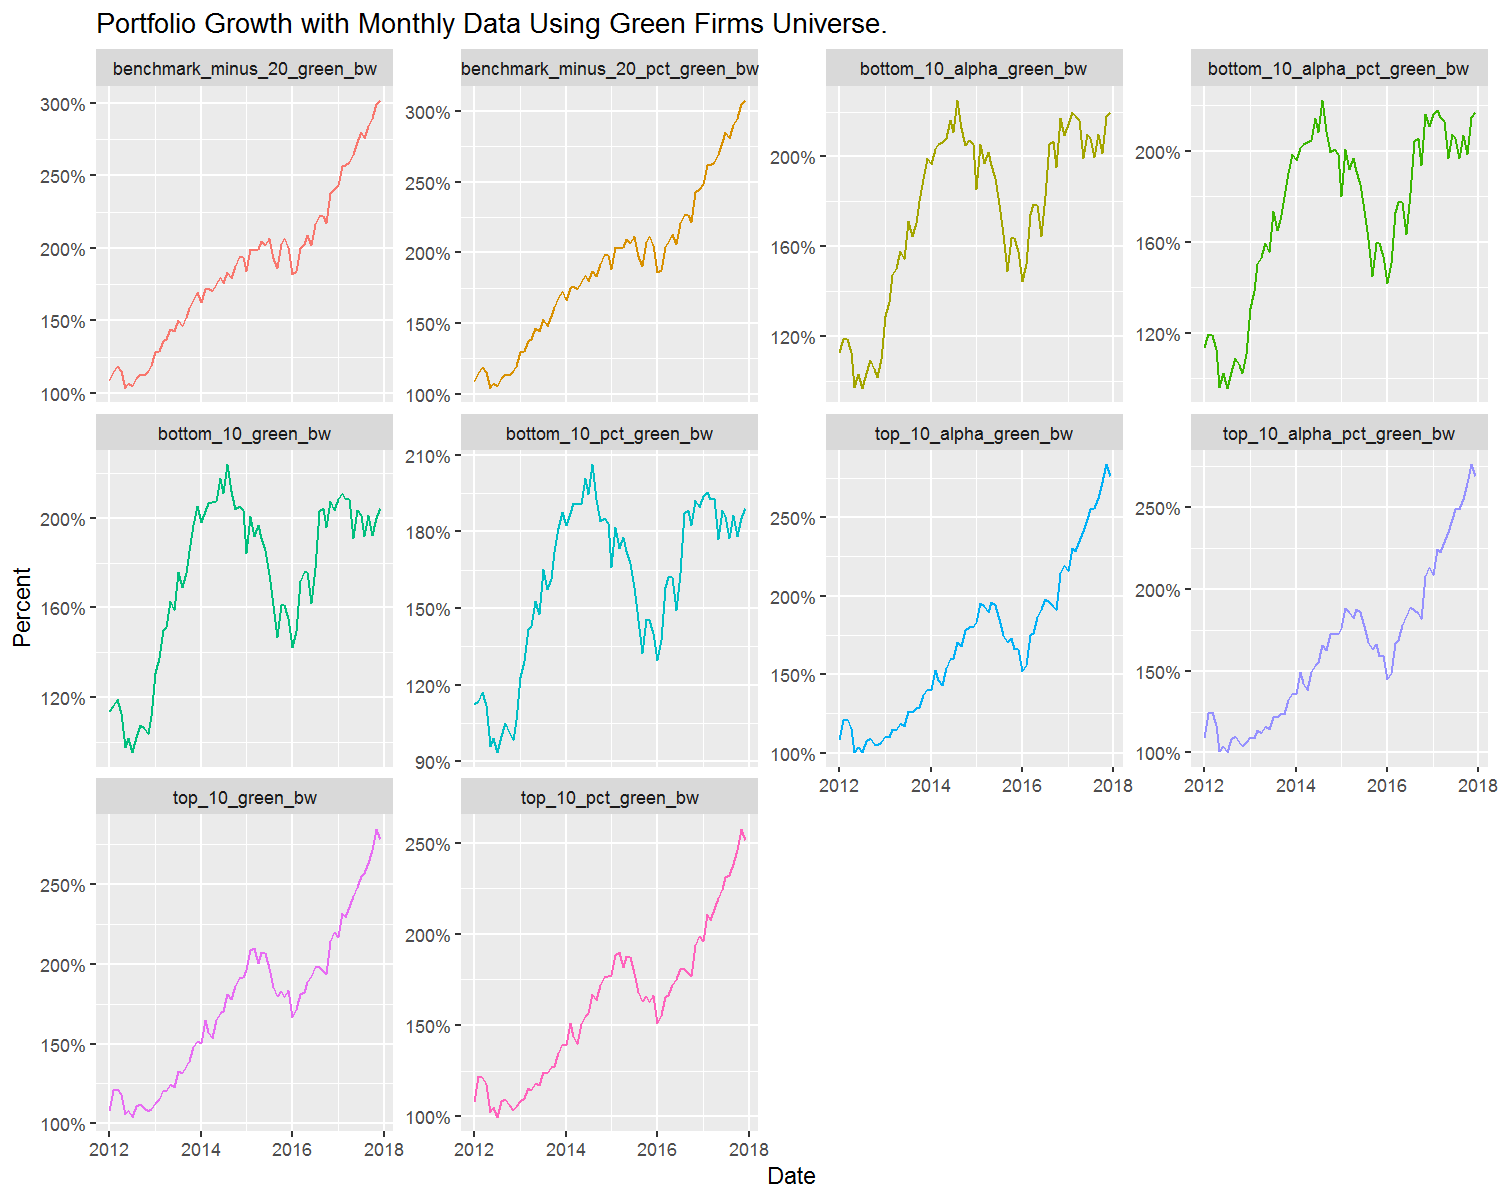 Portfolio Growth with Monthly Data Using Green Firms Universe.
benchmark_minus_20_green_bw
benchmark_minus_20_pct_green_bw
bottom_10_alpha_green_bw
bottom_10_alpha_pct_green_bw
300%
250%
200%
150%
100%
300%
250%
200%
150%
100%
200%
160%
120%
200%
160%
120%
bottom_10_green_bw
bottom_10_pct_green_bw
top_10_alpha_green_bw
top_10_alpha_pct_green_bw
200%
160%
120%
210%
180%
150%
120%
90%
250%
200%
150%
100%
250%
200%
150%
100%
2012 2014 2016 2018
2012 2014 2016 2018
top_10_green_bw
top_10_pct_green_bw
250%
200%
150%
100%
250%
200%
150%
100%
2012 2014 2016 2018
2012 2014 2016 2018
Percent
Date